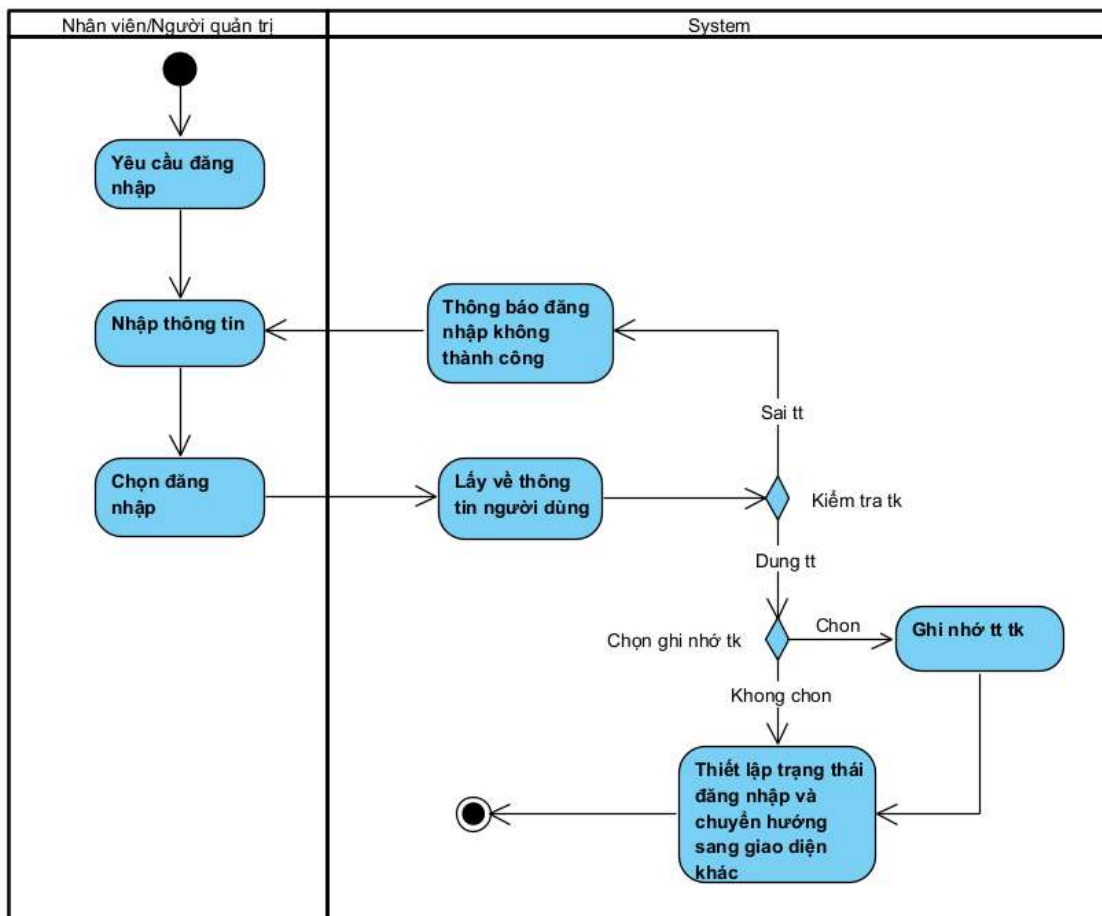 Nhân viên/Người quản trị
System
Yêu cầu đăng
nhập
Nhập thông tin
Thông báo đăng
nhập không
thành công
Sai tt
Chọn đăng
nhập
Lấy về thông
tin người dùng
Kiểm tra tk
Dung tt
Chọn ghi nhớ tk
Chon
Ghi nhớ tt tk
Khong chon
Thiết lập trạng thái
đăng nhập và
chuyển hướng
sang giao diện
khác